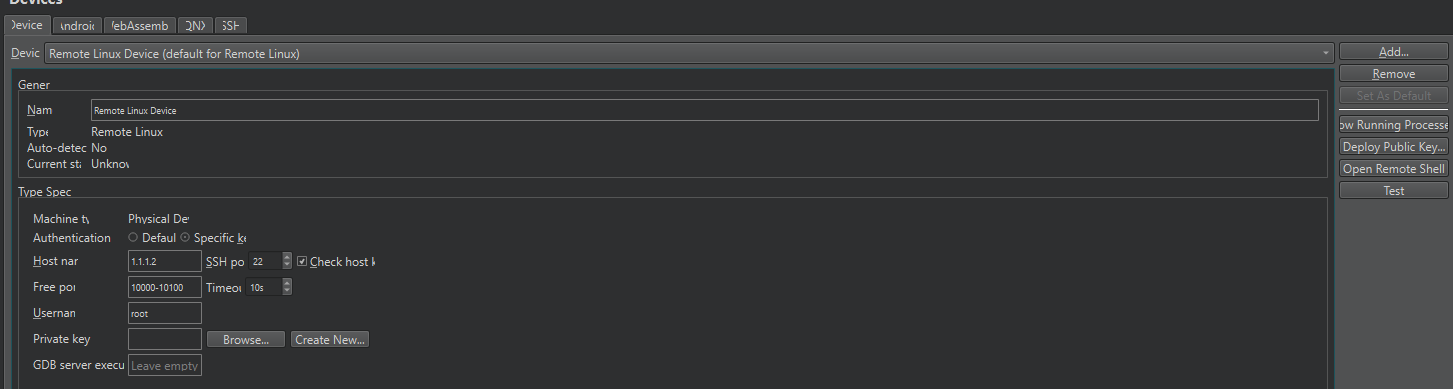 Devices
Device Android WebAssemb QNX SSH
Devic Remote Linux Device (default for Remote Linux)
Add...
Gener
Remove
Set As Default
Nam Remote Linux Device
ow Running Processe
Type Remote Linux
Auto-detec No
Deploy Public Key...
Current sta Unknov
Open Remote Shell
Type Spec
Test
Machine ty Physical De
Authentication Defaul Specific ke
Host nar 1.1.1.2 SSH po 22 Check host k
Free por 10000-10100 Timeou 10s
Usernan root
Private key Browse... Create New...
GDB server execu Leave empty